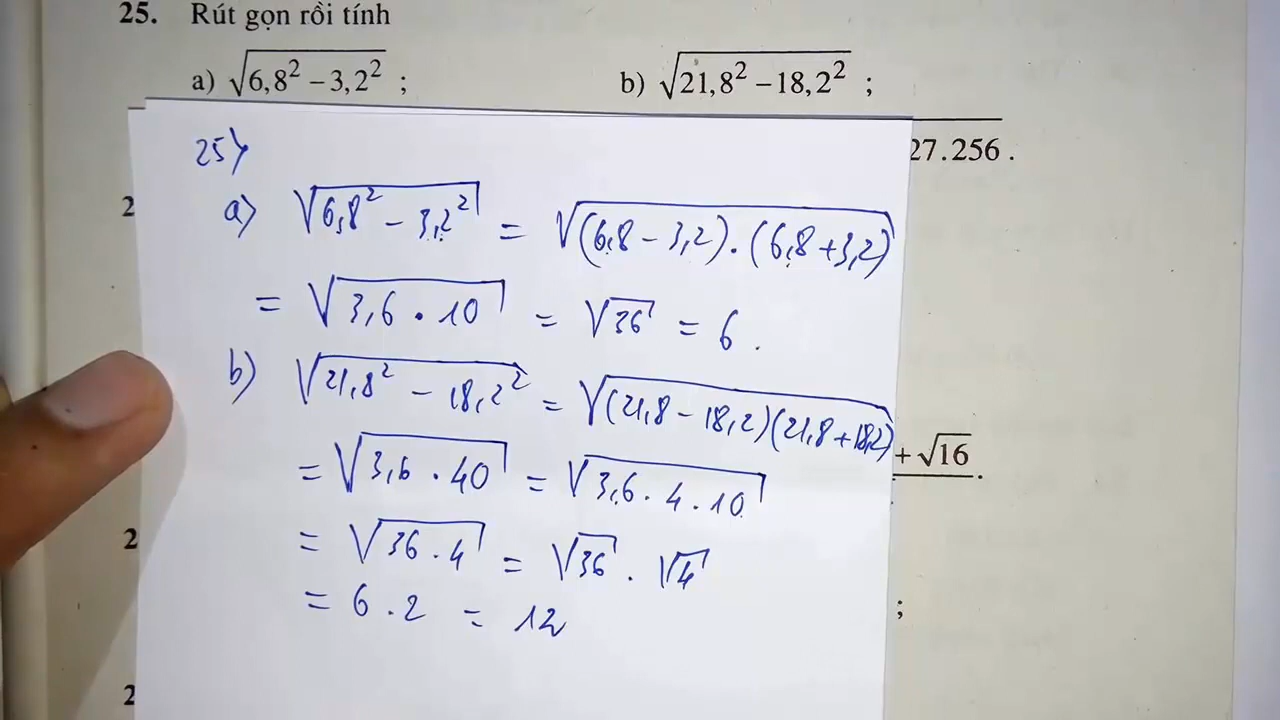 25. Rút gọn rồi tính
a) √(6,8² − 3,2²) ; b) √(21,8² − 18,2²) ;
27.256 .
25)
2
a) √(6,8² − 3,2²) = √((6,8 − 3,2).(6,8 + 3,2))
= √(3,6 . 10) = √36 = 6 .
b) √(21,8² − 18,2²) = √((21,8 − 18,2)(21,8 + 18,2))
+ √16 .
= √(3,6 . 40) = √(3,6 . 4 . 10)
2
= √(36 . 4) = √36 . √4
= 6 . 2 = 12
;
2